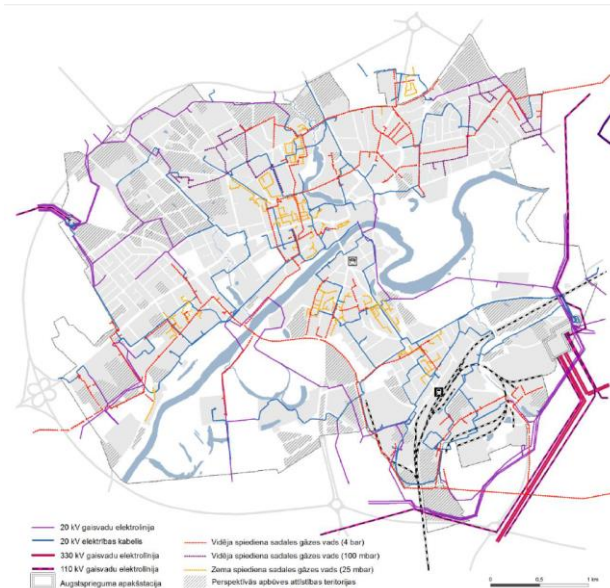 20 kV gaisvadu elektrolīnija
20 kV elektrības kabelis
330 kV gaisvadu elektrolīnija
110 kV gaisvadu elektrolīnija
Augstsprieguma apakšstacija
Vidēja spiediena sadales gāzes vads (4 bar)
Vidēja spiediena sadales gāzes vads (100 mbar)
Zema spiediena sadales gāzes vads (25 mbar)
Perspektīvās apbūves attīstības teritorijas
0 0,5 1 km